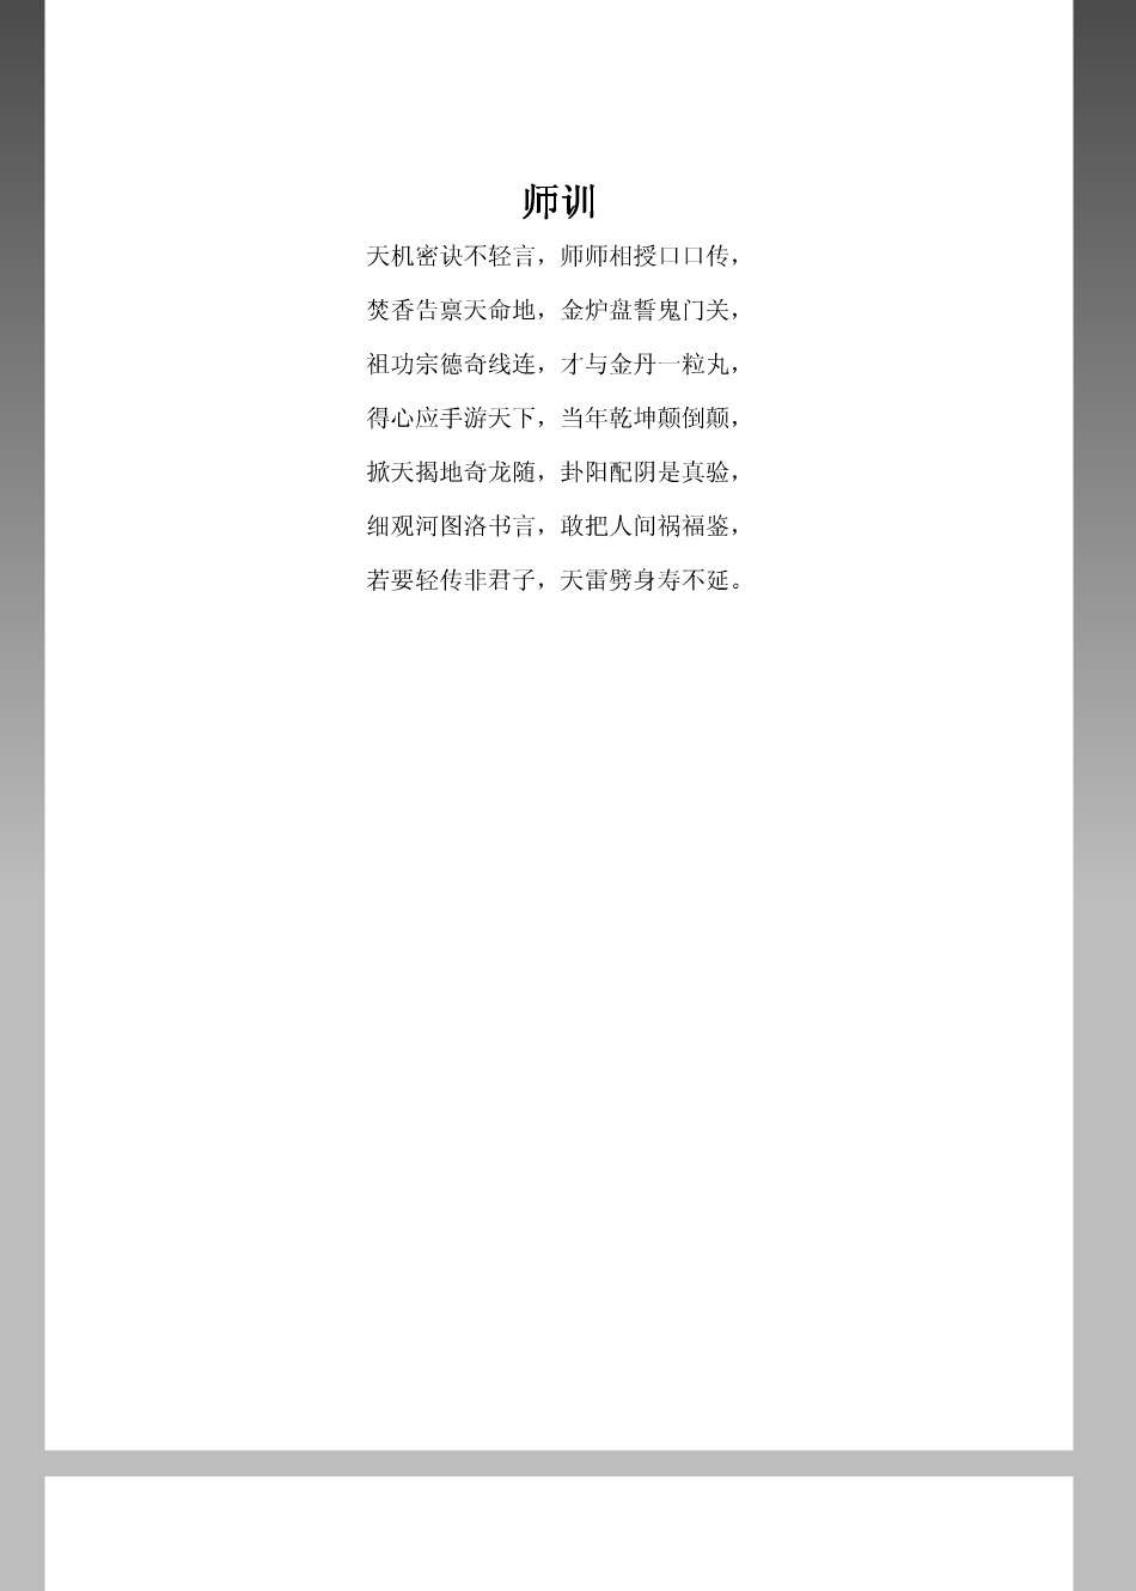 师训
天机密诀不轻言，师师相授口口传，
焚香告禀天命地，金炉盘誓鬼门关，
祖功宗德奇线连，才与金丹一粒丸，
得心应手游天下，当年乾坤颠倒颠，
掀天揭地奇龙随，卦阳配阴是真验，
细观河图洛书言，敢把人间祸福鉴，
若要轻传非君子，天雷劈身寿不延。